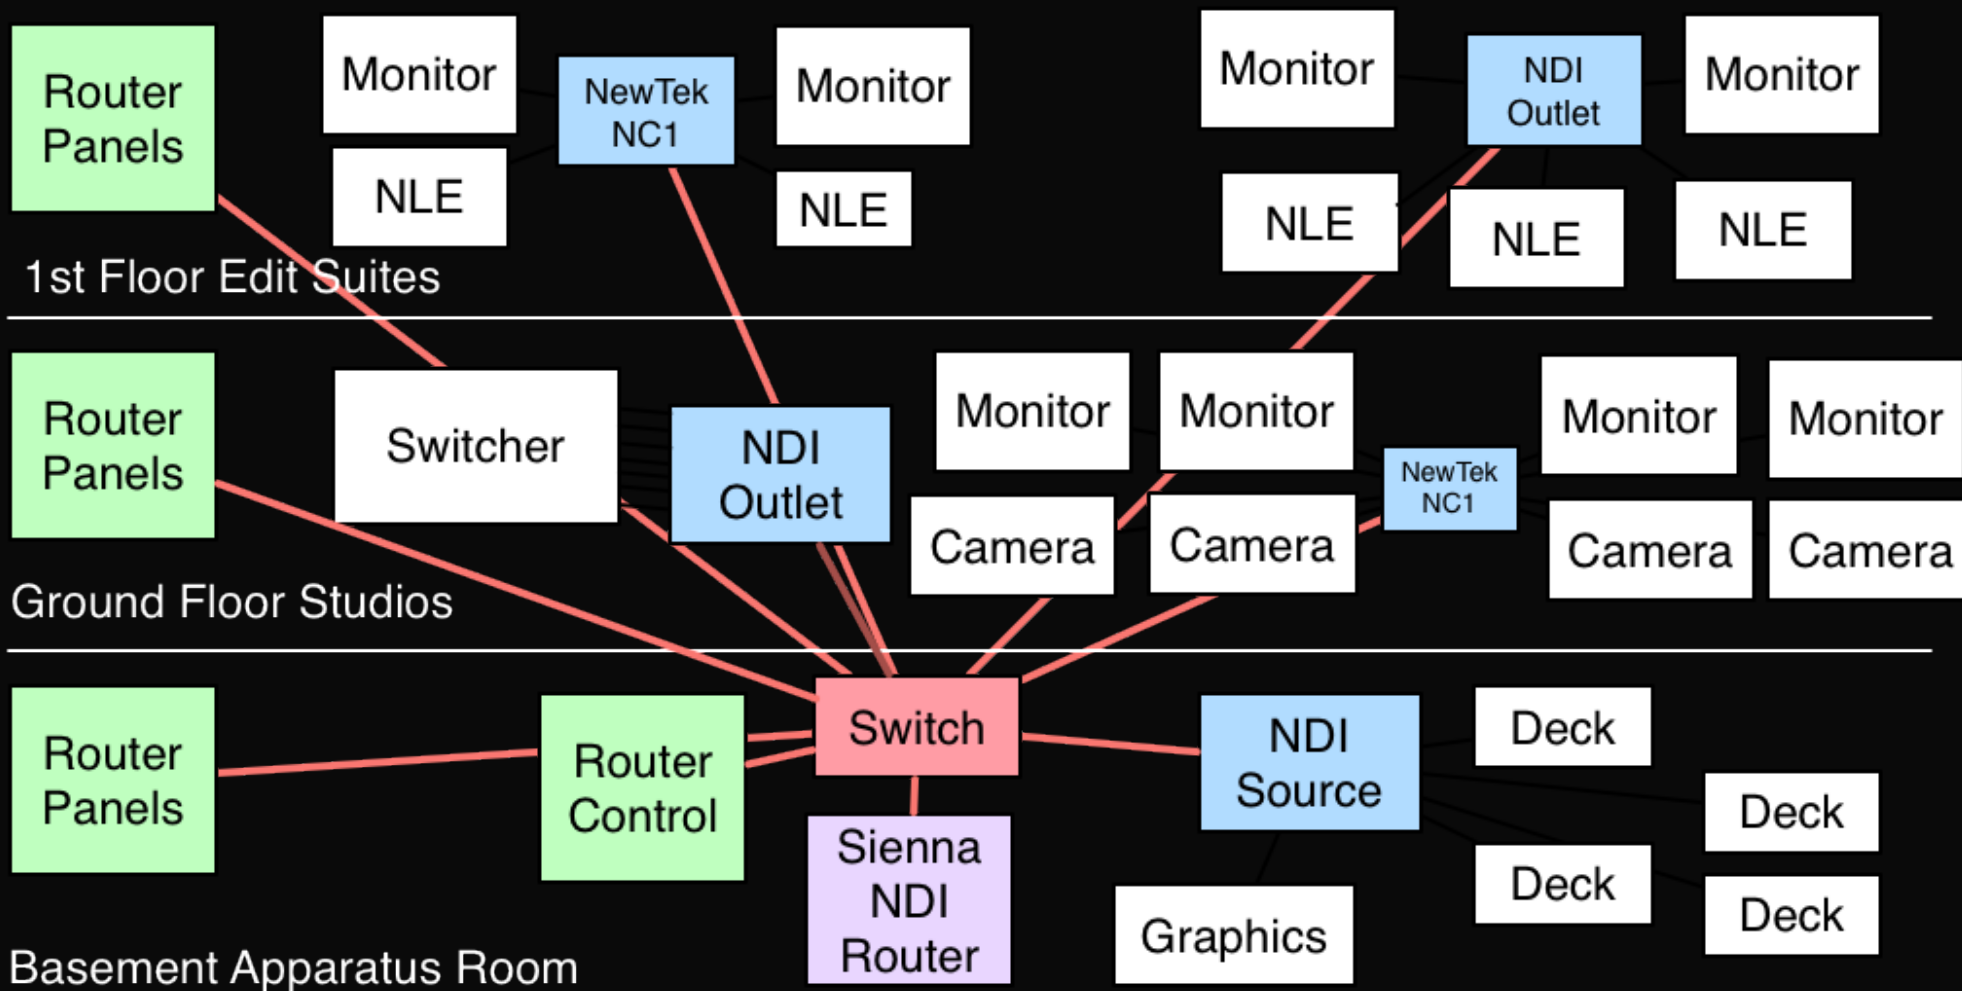 Router
Panels
Monitor
NewTek
NC1
Monitor
NLE
NLE
Monitor
NDI
Outlet
Monitor
NLE
NLE
NLE
1st Floor Edit Suites
Router
Panels
Switcher
NDI
Outlet
Monitor
Monitor
NewTek
NC1
Monitor
Monitor
Camera
Camera
Camera
Camera
Ground Floor Studios
Router
Panels
Router
Control
Switch
Sienna
NDI
Router
NDI
Source
Deck
Deck
Deck
Deck
Graphics
Basement Apparatus Room